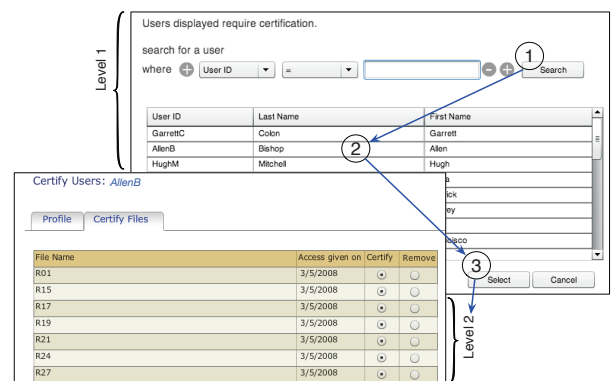 Users displayed require certification.
search for a user
where User ID = Search
Level 1
1
User ID Last Name First Name
GarrettC Colon Garrett
AllenB Bishop Allen
2
HughM Mitchell Hugh
Certify Users: AllenB
Profile Certify Files
3
Select Cancel
File Name Access given on Certify Remove
R01 3/5/2008
R15 3/5/2008
R17 3/5/2008
R19 3/5/2008
R21 3/5/2008
R24 3/5/2008
R27 3/5/2008
Level 2